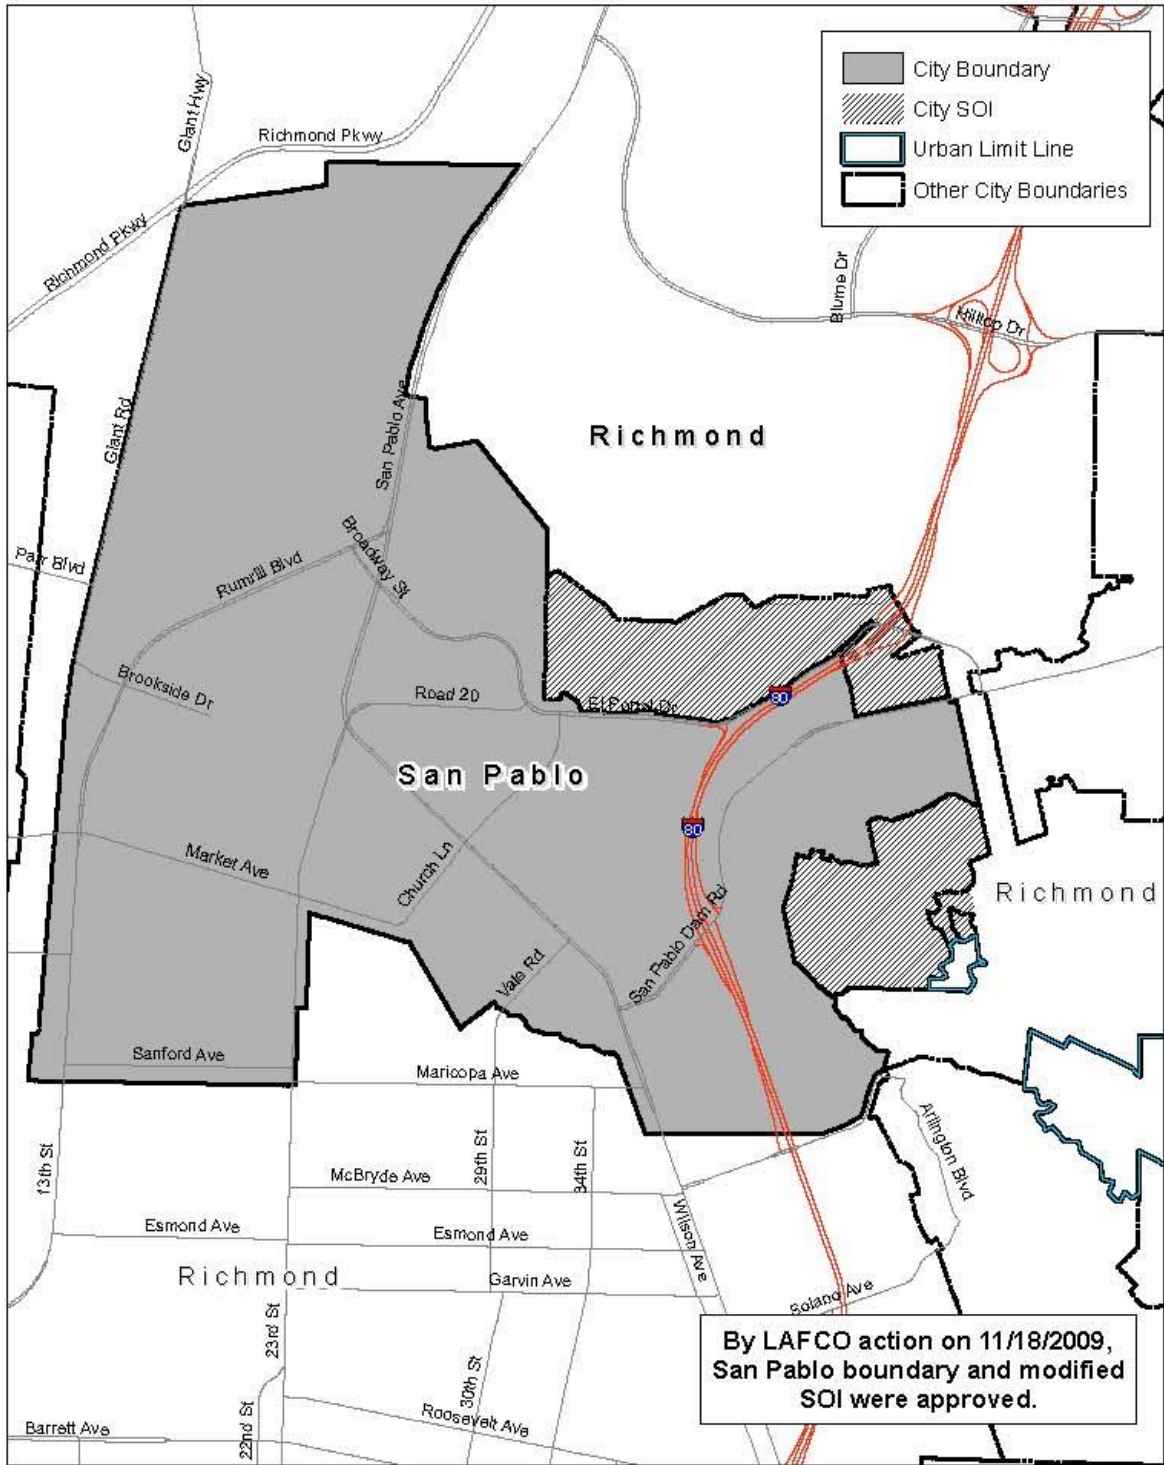 City Boundary
City SOI
Urban Limit Line
Other City Boundaries
Giant Hwy
Richmond Pkwy
Richmond Pkwy
Blume Dr
Hilltop Dr
Giant Rd
San Pablo Ave
Richmond
Parr Blvd
Rumrill Blvd
Broadway St
Brookside Dr
Road 20
El Portal Dr
80
San Pablo
80
Market Ave
Church Ln
San Pablo Dam Rd
Richmond
Vale Rd
Sanford Ave
Maricopa Ave
13th St
29th St
34th St
Arlington Blvd
McBryde Ave
Wilson Ave
Esmond Ave
Esmond Ave
Richmond
Garvin Ave
Solano Ave
23rd St
30th St
22nd St
Roosevelt Ave
Barrett Ave
By LAFCO action on 11/18/2009,
San Pablo boundary and modified
SOI were approved.